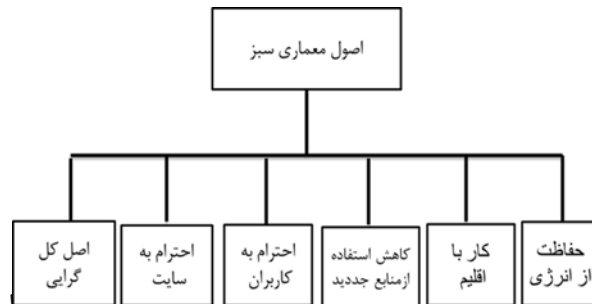 اصول معماری سبز
حفاظت
از انرژی
کار با
اقلیم
کاهش استفاده
ازمنابع جددید
احترام به
کاربران
احترام به
سایت
اصل کل
گرایی